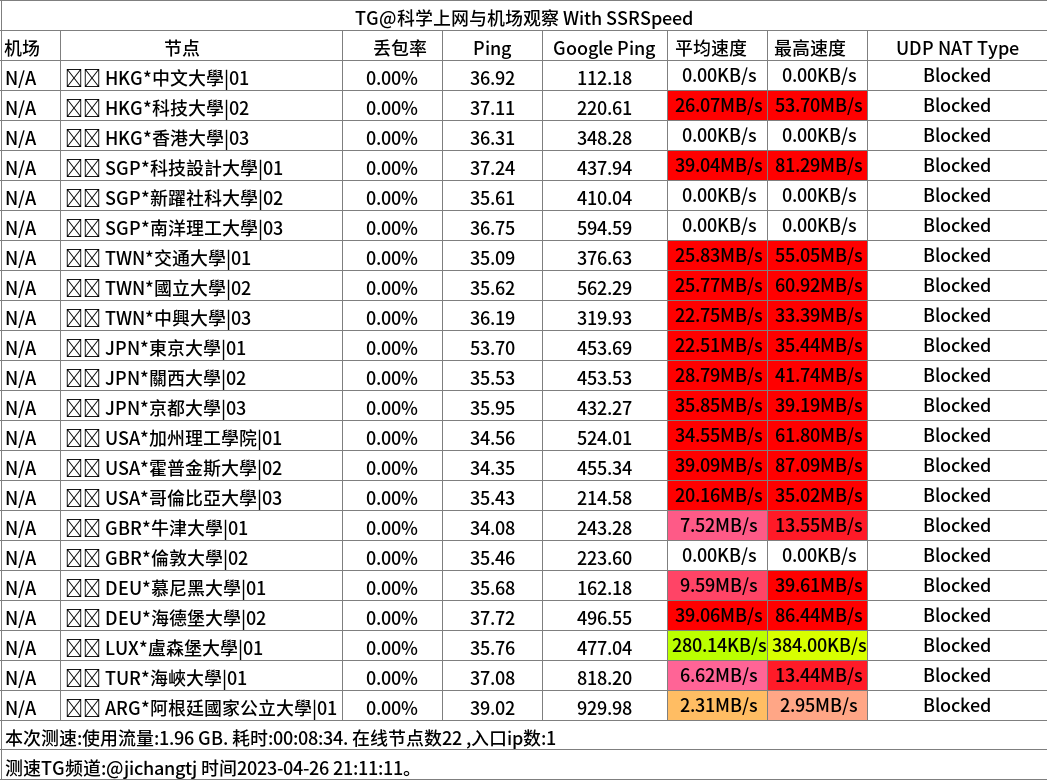 TG@科学上网与机场观察 With SSRSpeed
机场 节点 丢包率 Ping Google Ping 平均速度 最高速度 UDP NAT Type
N/A HKG*中文大學|01 0.00% 36.92 112.18 0.00KB/s 0.00KB/s Blocked
N/A HKG*科技大學|02 0.00% 37.11 220.61 26.07MB/s 53.70MB/s Blocked
N/A HKG*香港大學|03 0.00% 36.31 348.28 0.00KB/s 0.00KB/s Blocked
N/A SGP*科技設計大學|01 0.00% 37.24 437.94 39.04MB/s 81.29MB/s Blocked
N/A SGP*新躍社科大學|02 0.00% 35.61 410.04 0.00KB/s 0.00KB/s Blocked
N/A SGP*南洋理工大學|03 0.00% 36.75 594.59 0.00KB/s 0.00KB/s Blocked
N/A TWN*交通大學|01 0.00% 35.09 376.63 25.83MB/s 55.05MB/s Blocked
N/A TWN*國立大學|02 0.00% 35.62 562.29 25.77MB/s 60.92MB/s Blocked
N/A TWN*中興大學|03 0.00% 36.19 319.93 22.75MB/s 33.39MB/s Blocked
N/A JPN*東京大學|01 0.00% 53.70 453.69 22.51MB/s 35.44MB/s Blocked
N/A JPN*關西大學|02 0.00% 35.53 453.53 28.79MB/s 41.74MB/s Blocked
N/A JPN*京都大學|03 0.00% 35.95 432.27 35.85MB/s 39.19MB/s Blocked
N/A USA*加州理工學院|01 0.00% 34.56 524.01 34.55MB/s 61.80MB/s Blocked
N/A USA*霍普金斯大學|02 0.00% 34.35 455.34 39.09MB/s 87.09MB/s Blocked
N/A USA*哥倫比亞大學|03 0.00% 35.43 214.58 20.16MB/s 35.02MB/s Blocked
N/A GBR*牛津大學|01 0.00% 34.08 243.28 7.52MB/s 13.55MB/s Blocked
N/A GBR*倫敦大學|02 0.00% 35.46 223.60 0.00KB/s 0.00KB/s Blocked
N/A DEU*慕尼黑大學|01 0.00% 35.68 162.18 9.59MB/s 39.61MB/s Blocked
N/A DEU*海德堡大學|02 0.00% 37.72 496.55 39.06MB/s 86.44MB/s Blocked
N/A LUX*盧森堡大學|01 0.00% 35.76 477.04 280.14KB/s 384.00KB/s Blocked
N/A TUR*海峽大學|01 0.00% 37.08 818.20 6.62MB/s 13.44MB/s Blocked
N/A ARG*阿根廷國家公立大學|01 0.00% 39.02 929.98 2.31MB/s 2.95MB/s Blocked
本次测速:使用流量:1.96 GB. 耗时:00:08:34. 在线节点数22 ,入口ip数:1
测速TG频道:@jichangtj 时间2023-04-26 21:11:11。